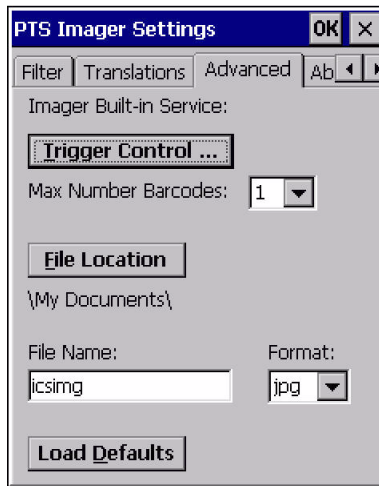 PTS Imager Settings OK ×
Filter Translations Advanced Ab
Imager Built-in Service:
Trigger Control ...
Max Number Barcodes: 1
File Location
\My Documents\
File Name: Format:
icsimg jpg
Load Defaults